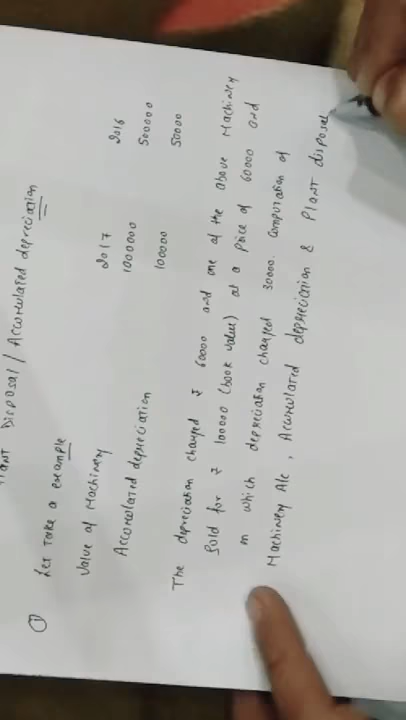 Disposal / Accumulated depreciation
① Let Take a example
2017 2016
Value of Machinery 1000000 500000
Accumulated depreciation 100000 50000
The depreciation charged ₹ 60000 and one of the above Machinery
Sold for ₹ 100000 (book value) at a price of 60000 and
in which depreciation charged 30000. Computation of
Machinery A/c, Accumulated depreciation & Plant disposal